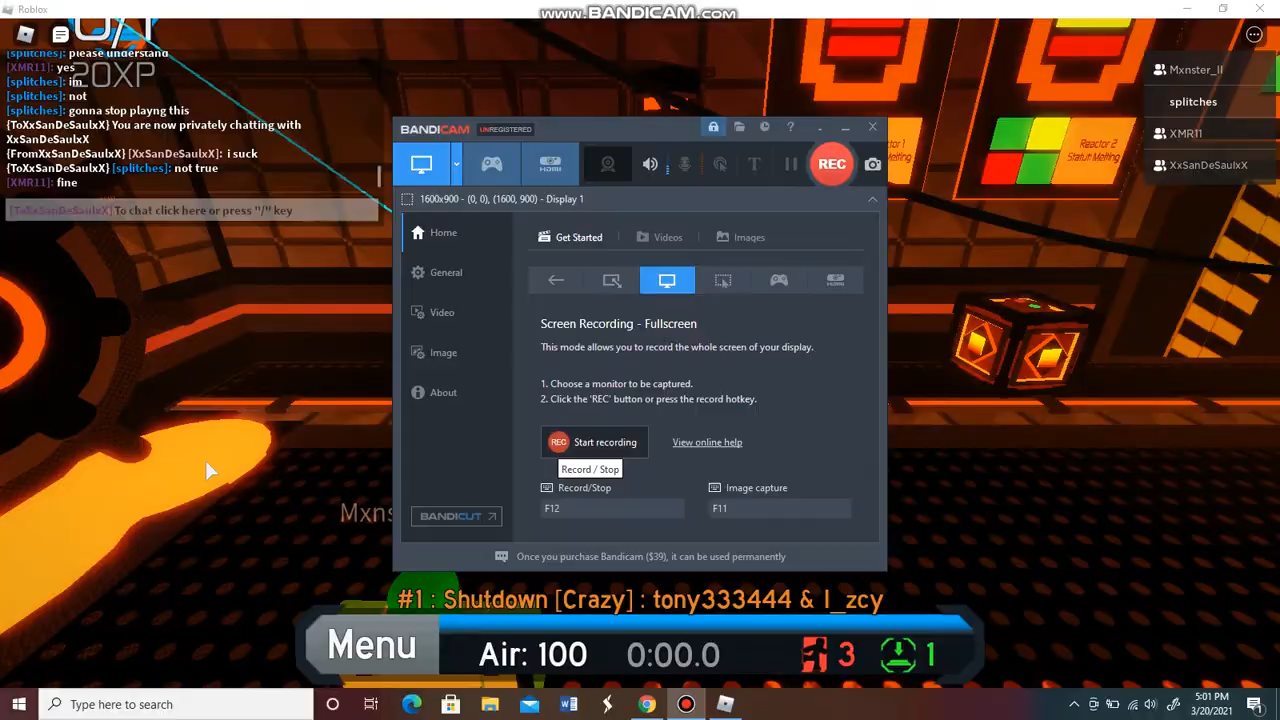 Roblox
www.BANDICAM.com
20XP
[splitches]: please understand
[XMR11]: yes
[splitches]: im
[splitches]: not
[splitches]: gonna stop playng this
{ToXxSanDeSaulxX} You are now privately chatting with
XxSanDeSaulxX
{FromXxSanDeSaulxX} [XxSanDeSaulxX]: i suck
{ToXxSanDeSaulxX} [splitches]: not true
[XMR11]: fine
[ToXxSanDeSaulxX] To chat click here or press "/" key
Mxnster_II
splitches
XMR11
XxSanDeSaulxX
Reactor 2
Statut: Melting
BANDICAM UNREGISTERED
HDMI
REC
1600x900 - (0, 0), (1600, 900) - Display 1
Home
General
Video
Image
About
BANDICUT
Get Started
Videos
Images
Screen Recording - Fullscreen
This mode allows you to record the whole screen of your display.
1. Choose a monitor to be captured.
2. Click the 'REC' button or press the record hotkey.
REC Start recording
View online help
Record / Stop
Record/Stop
Image capture
F12
F11
Once you purchase Bandicam ($39), it can be used permanently
#1 : Shutdown [Crazy] : tony333444 & I_zcy
Menu
Air: 100
0:00.0
3
1
Type here to search
5:01 PM
3/20/2021